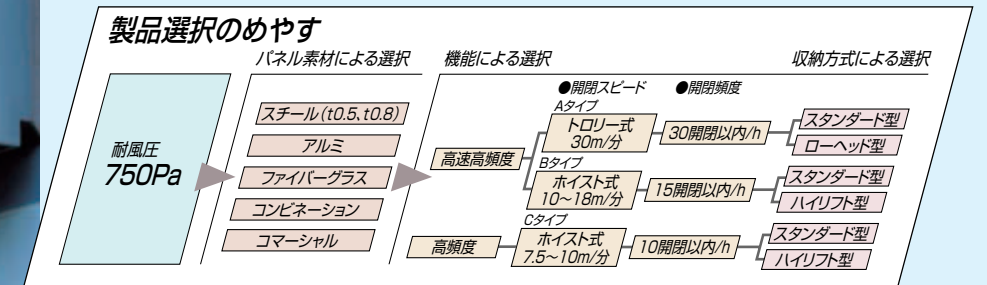 製品選択のめやす
パネル素材による選択
機能による選択
収納方式による選択
●開閉スピード
●開閉頻度
耐風圧
750Pa
スチール(t0.5、t0.8)
アルミ
ファイバーグラス
コンビネーション
コマーシャル
高速高頻度
Aタイプ
トロリー式
30m/分
30開閉以内/h
スタンダード型
ローヘッド型
Bタイプ
ホイスト式
10～18m/分
15開閉以内/h
スタンダード型
ハイリフト型
高頻度
Cタイプ
ホイスト式
7.5～10m/分
10開閉以内/h
スタンダード型
ハイリフト型